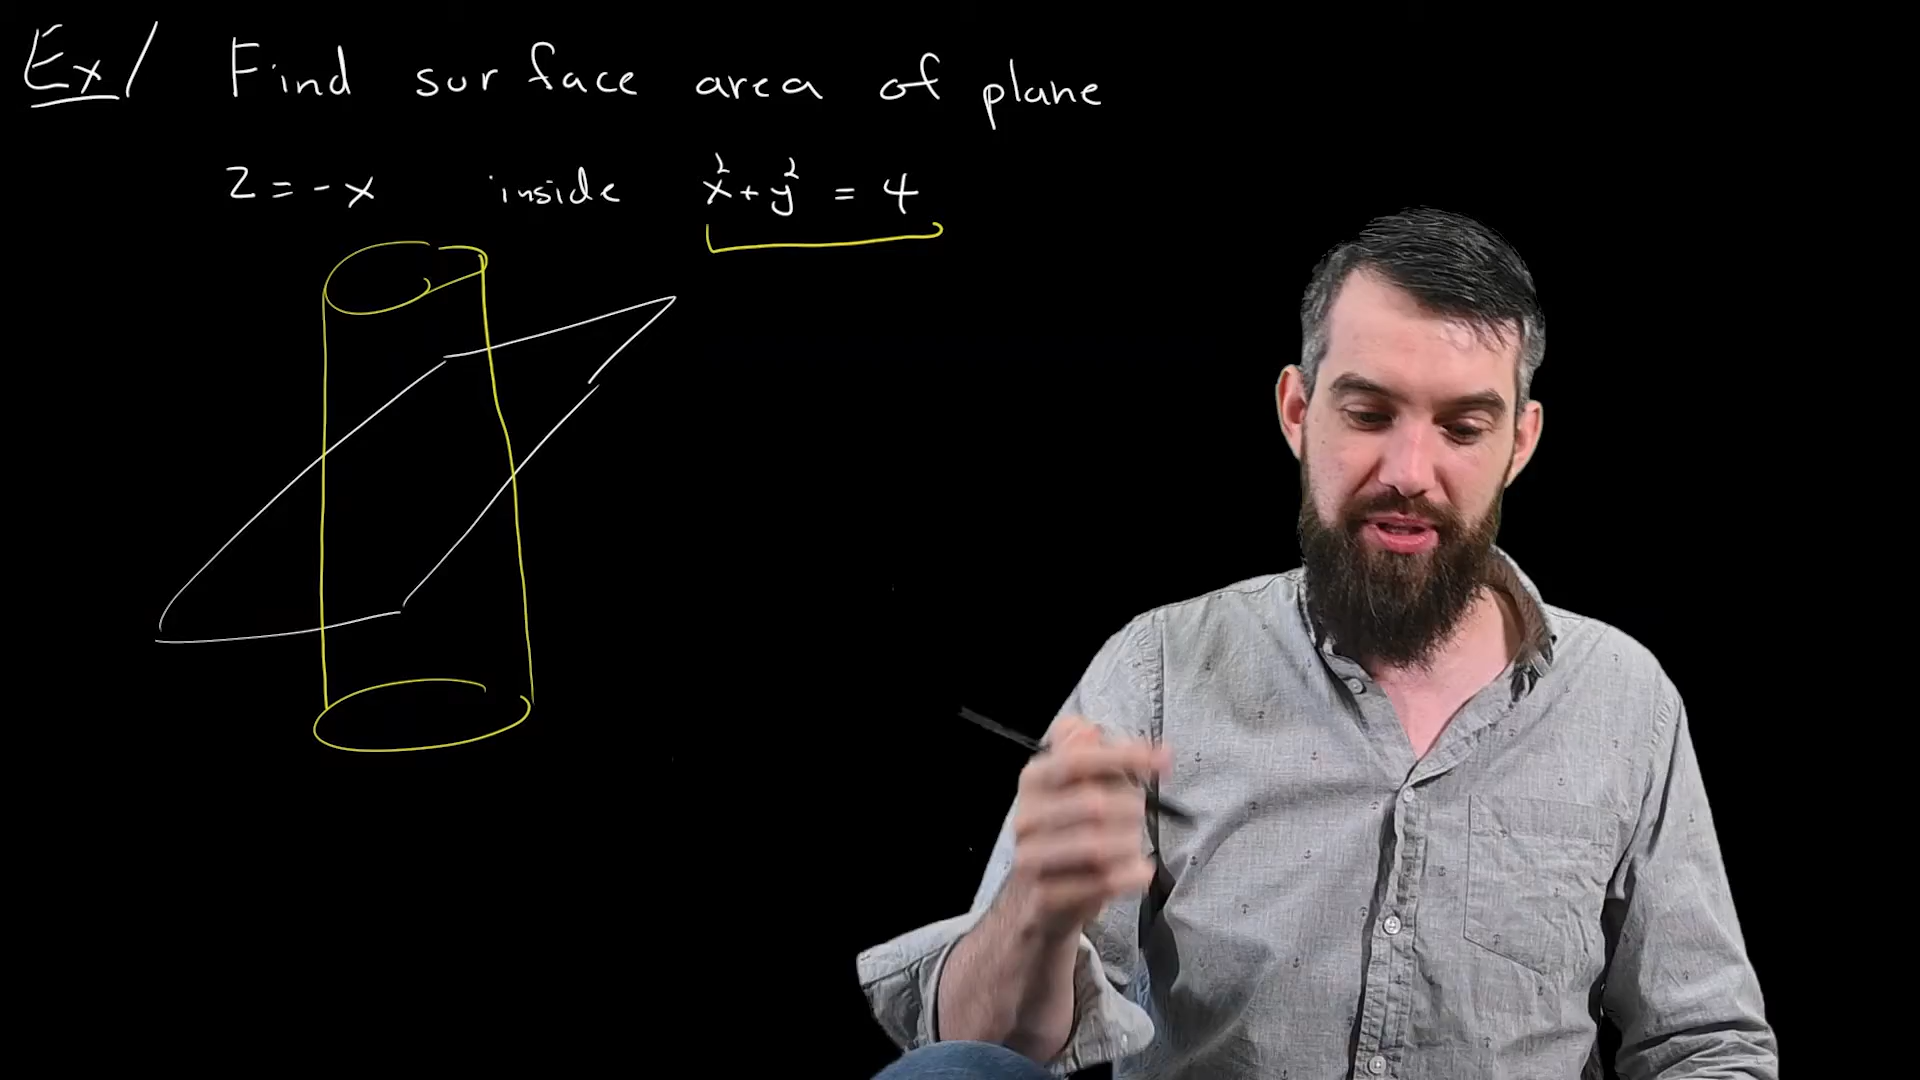 Ex/ Find surface area of plane
z = -x inside x² + y² = 4